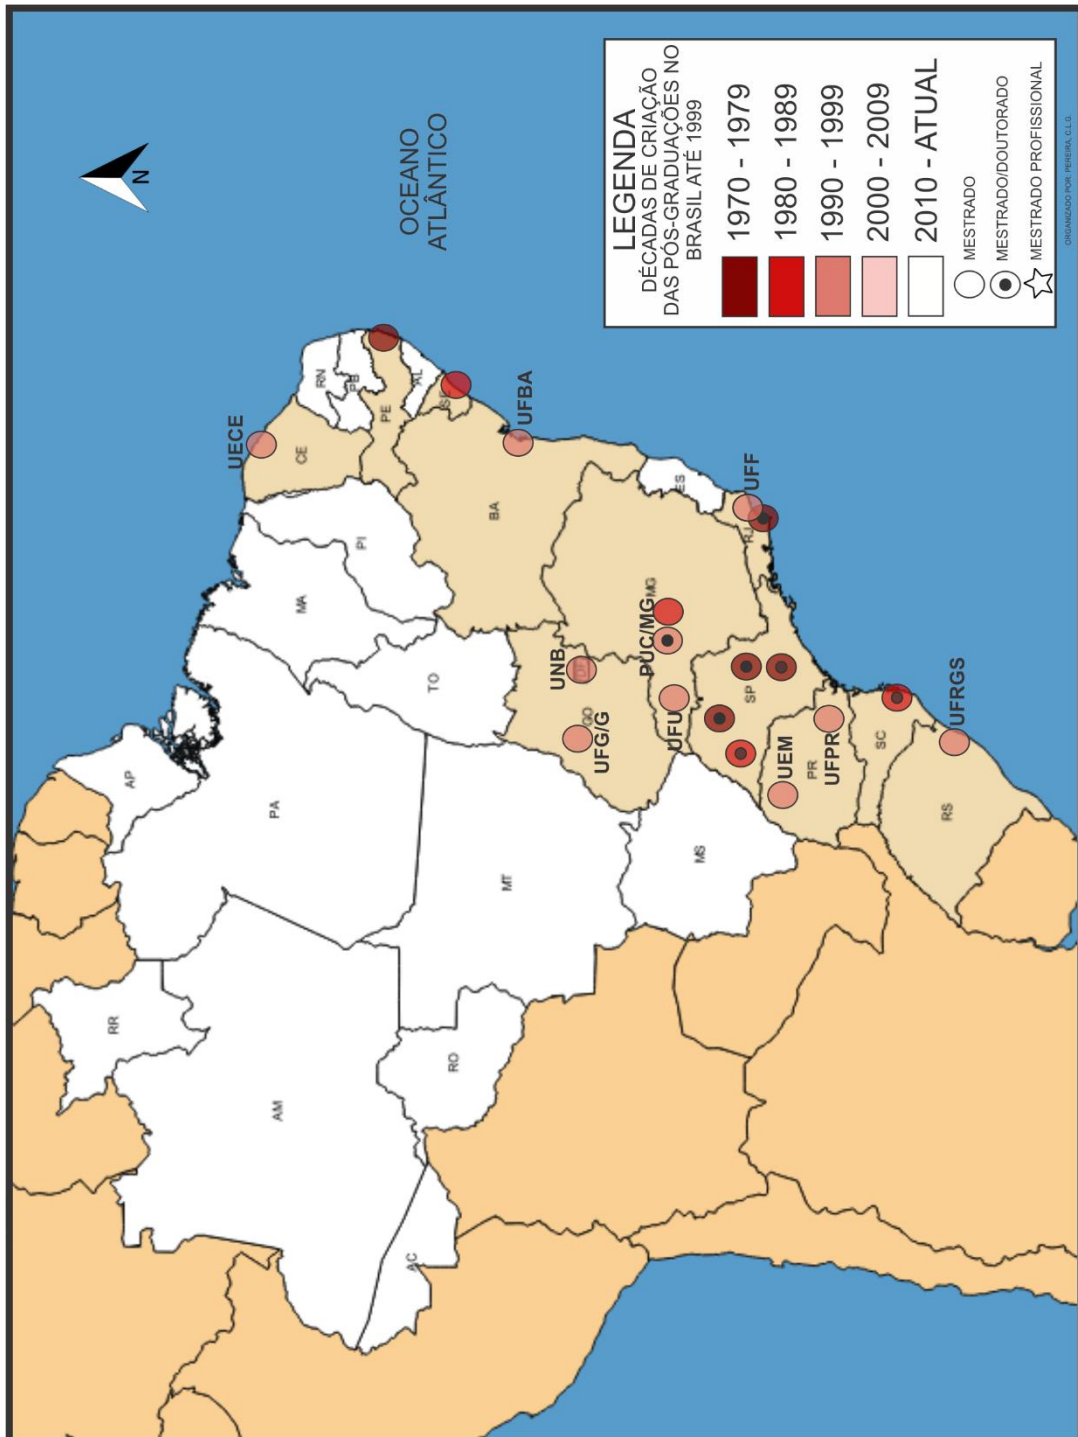 N
OCEANO
ATLÂNTICO
LEGENDA
DÉCADAS DE CRIAÇÃO
DAS PÓS-GRADUAÇÕES NO
BRASIL ATÉ 1999
1970 - 1979
1980 - 1989
1990 - 1999
2000 - 2009
2010 - ATUAL
MESTRADO
MESTRADO/DOUTORADO
MESTRADO PROFISSIONAL
ORGANIZADO POR: PEREIRA, C.L.G.
RR
AP
AM
PA
MA
CE
UECE
RN
PB
PE
AL
SE
PI
AC
RO
TO
MT
BA
UFBA
UNB
DF
GO
UFG/G
MG
PUC/MG
UFU
ES
MS
SP
RJ
UFF
UEM
PR
UFPR
SC
RS
UFRGS